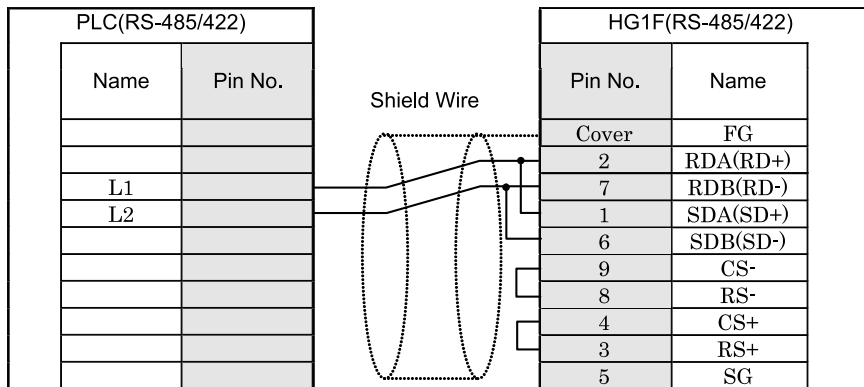 PLC(RS-485/422)
Name Pin No.
L1
L2
Shield Wire
HG1F(RS-485/422)
Pin No. Name
Cover FG
2 RDA(RD+)
7 RDB(RD-)
1 SDA(SD+)
6 SDB(SD-)
9 CS-
8 RS-
4 CS+
3 RS+
5 SG